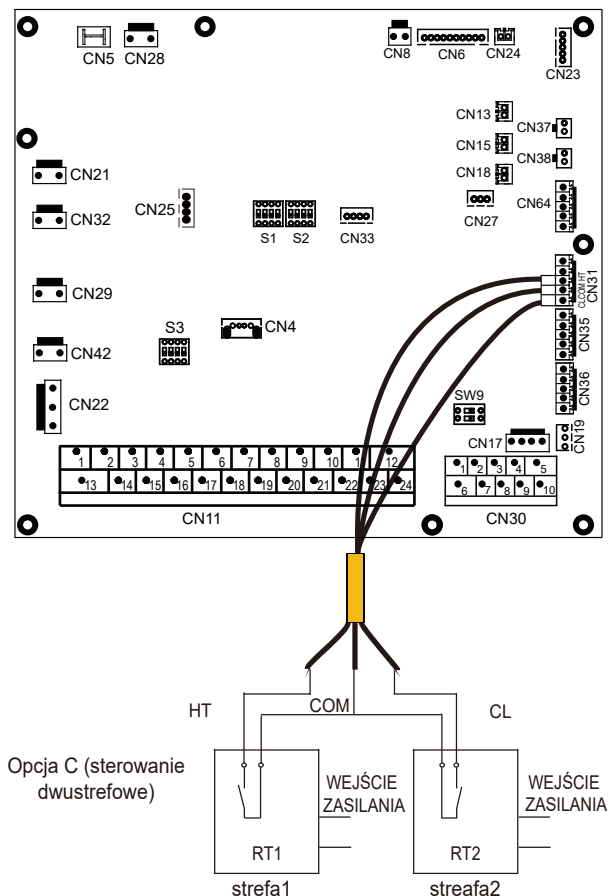 CN5
CN28
CN8
CN6
CN24
CN23
CN13
CN37
CN15
CN38
CN18
CN21
CN25
CN27
CN64
CN32
S1
S2
CN33
CN29
CN31
CL COM HT
S3
CN4
CN35
CN42
CN36
CN22
SW9
CN17
CN19
1 2 3 4 5 6 7 8 9 10 1 12
13 14 15 16 17 18 19 20 21 22 23 24
CN11
1 2 3 4 5
6 7 8 9 10
CN30
HT
COM
CL
Opcja C (sterowanie
dwustrefowe)
WEJŚCIE
ZASILANIA
WEJŚCIE
ZASILANIA
RT1
RT2
strefa1
streafa2